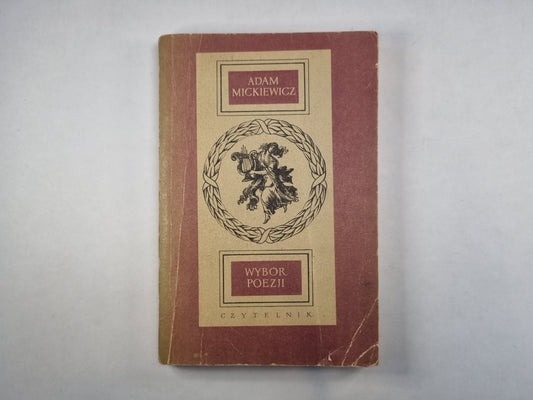 ADAM
MICKIEWICZ
WYBÓR
POEZJI
CZYTELNIK